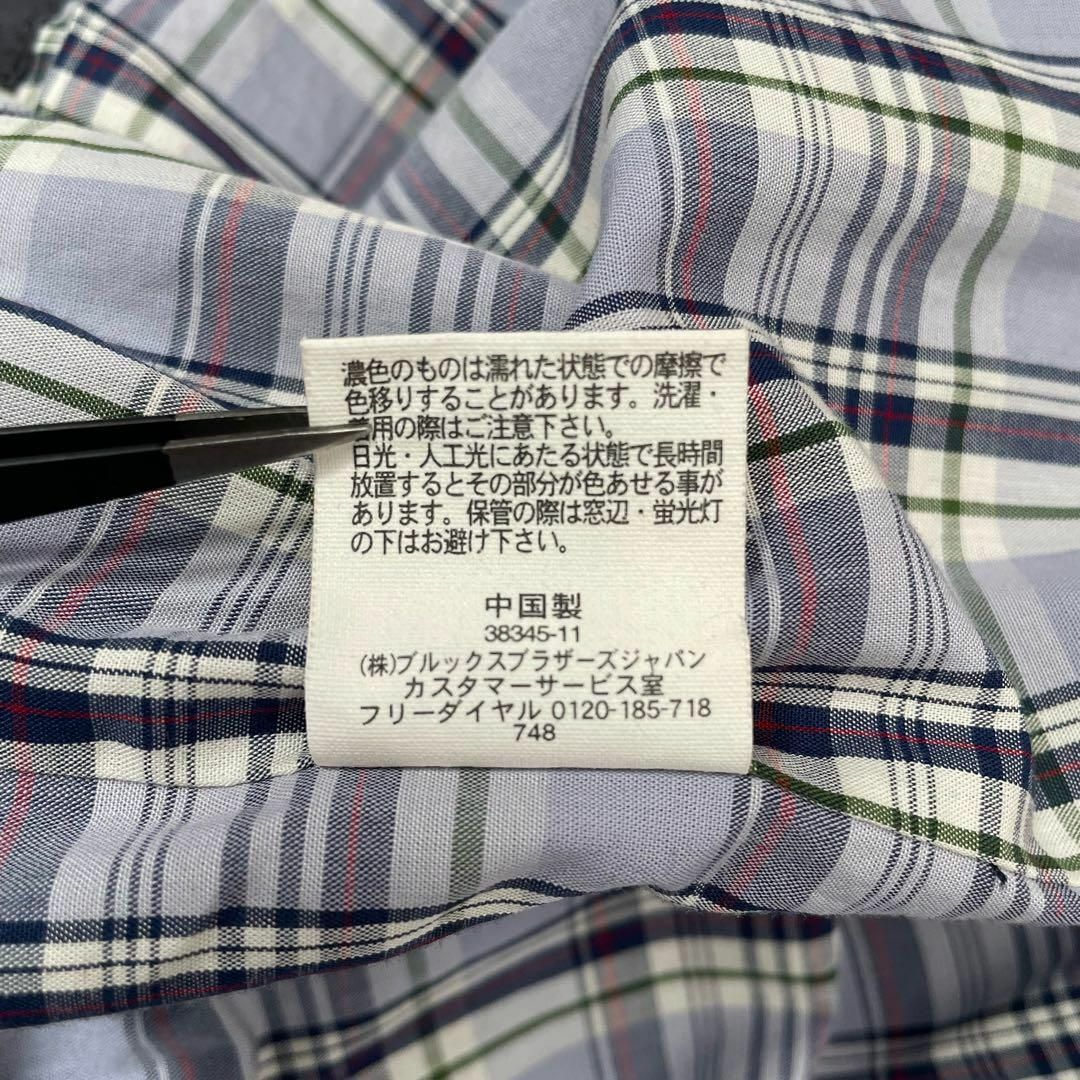 濃色のものは濡れた状態での摩擦で
色移りすることがあります。洗濯・
着用の際はご注意下さい。
日光・人工光にあたる状態で長時間
放置するとその部分が色あせる事が
あります。保管の際は窓辺・蛍光灯
の下はお避け下さい。
中国製
38345-11
(株)ブルックスブラザーズジャパン
カスタマーサービス室
フリーダイヤル 0120-185-718
748